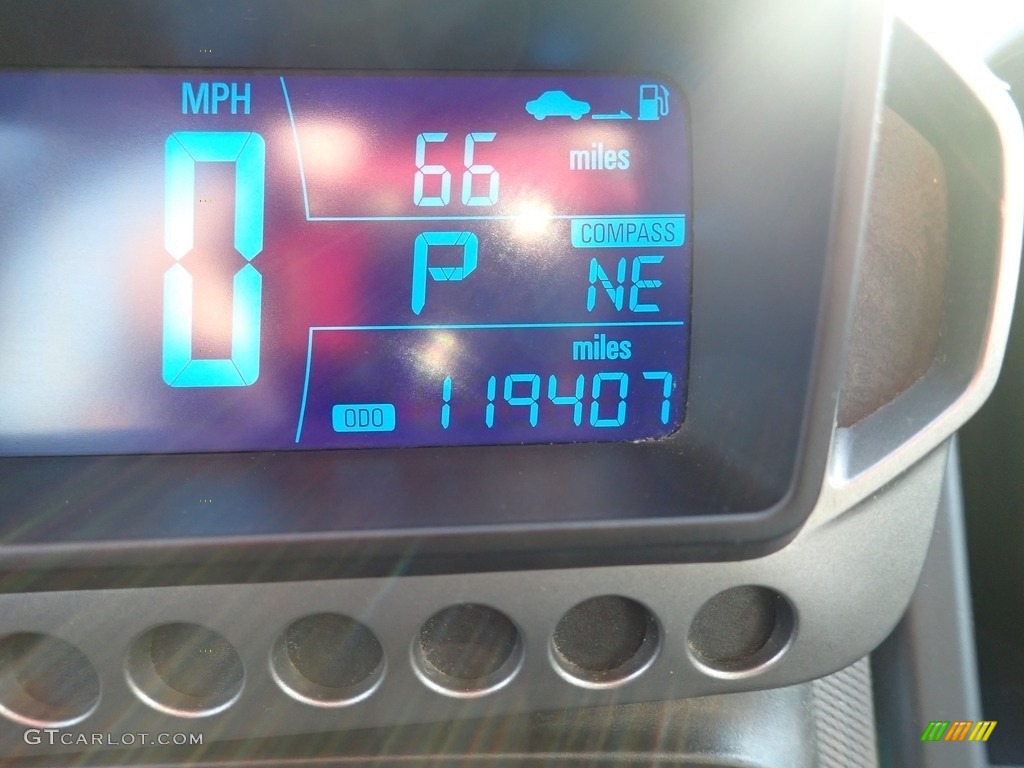 MPH
0
66 miles
COMPASS
P NE
miles
ODO 119407
GTCARLOT.COM